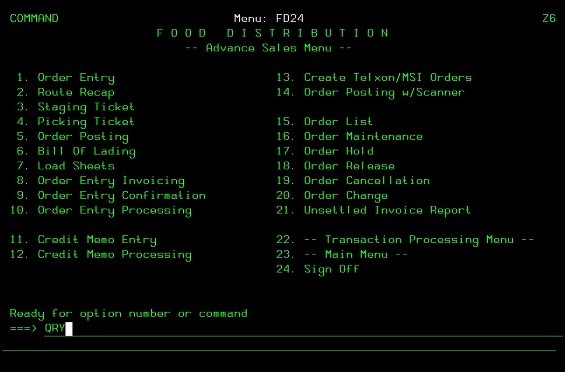 COMMAND Menu: FD24 Z6
F O O D D I S T R I B U T I O N
-- Advance Sales Menu --
1. Order Entry 13. Create Telxon/MSI Orders
2. Route Recap 14. Order Posting w/Scanner
3. Staging Ticket
4. Picking Ticket 15. Order List
5. Order Posting 16. Order Maintenance
6. Bill Of Lading 17. Order Hold
7. Load Sheets 18. Order Release
8. Order Entry Invoicing 19. Order Cancellation
9. Order Entry Confirmation 20. Order Change
10. Order Entry Processing 21. Unsettled Invoice Report
11. Credit Memo Entry 22. -- Transaction Processing Menu --
12. Credit Memo Processing 23. -- Main Menu --
24. Sign Off
Ready for option number or command
===> QRY